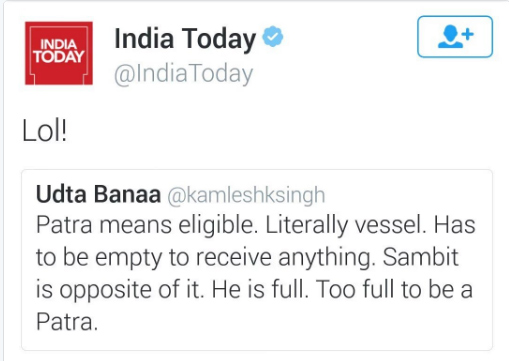 INDIA
TODAY
India Today
@IndiaToday
Lol!
Udta Banaa @kamleshksingh
Patra means eligible. Literally vessel. Has
to be empty to receive anything. Sambit
is opposite of it. He is full. Too full to be a
Patra.